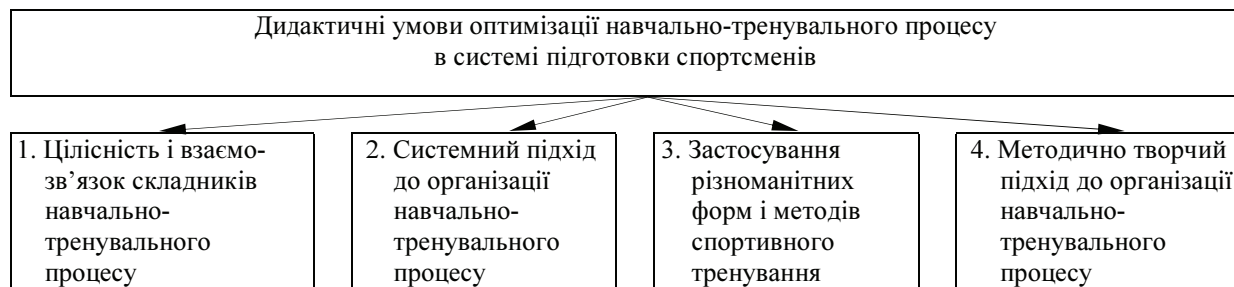 Дидактичні умови оптимізації навчально-тренувального процесу
в системі підготовки спортсменів
1. Цілісність і взаємо-
зв’язок складників
навчально-
тренувального
процесу
2. Системний підхід
до організації
навчально-
тренувального
процесу
3. Застосування
різноманітних
форм і методів
спортивного
тренування
4. Методично творчий
підхід до організації
навчально-
тренувального
процесу